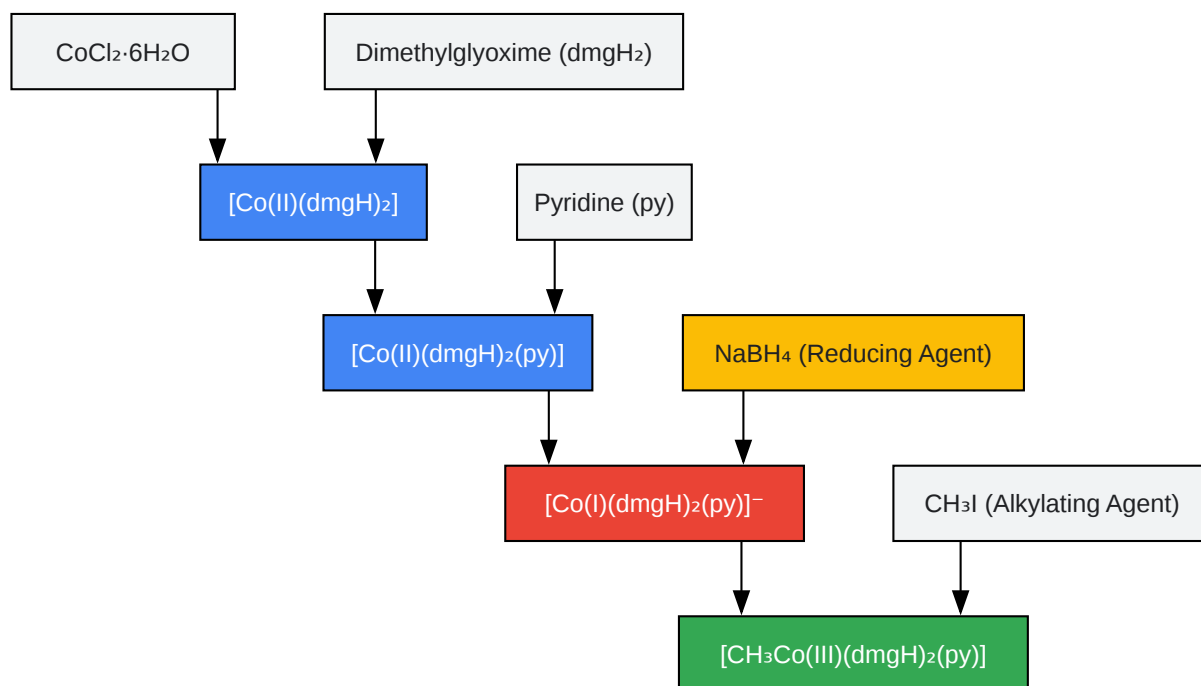 CoCl₂·6H₂O
Dimethylglyoxime (dmgH₂)
[Co(II)(dmgH)₂]
Pyridine (py)
[Co(II)(dmgH)₂(py)]
NaBH₄ (Reducing Agent)
[Co(I)(dmgH)₂(py)]⁻
CH₃I (Alkylating Agent)
[CH₃Co(III)(dmgH)₂(py)]